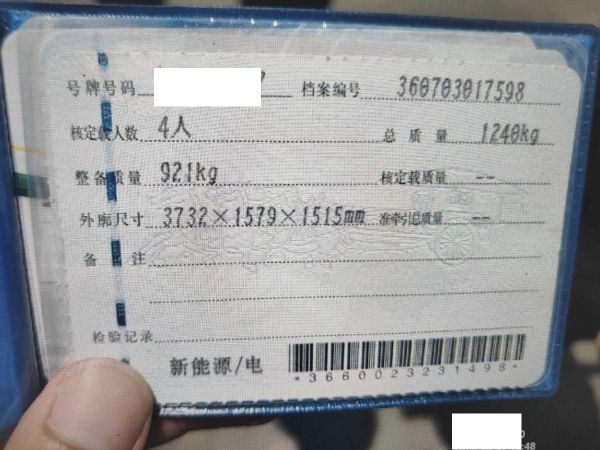 号牌号码 档案编号 360703017598
核定载人数 4人 总质量 1240kg
整备质量 921kg 核定载质量 --
外廓尺寸 3732×1579×1515mm 准牵引总质量 --
备注
检验记录
新能源/电
*3660023231498*
:48